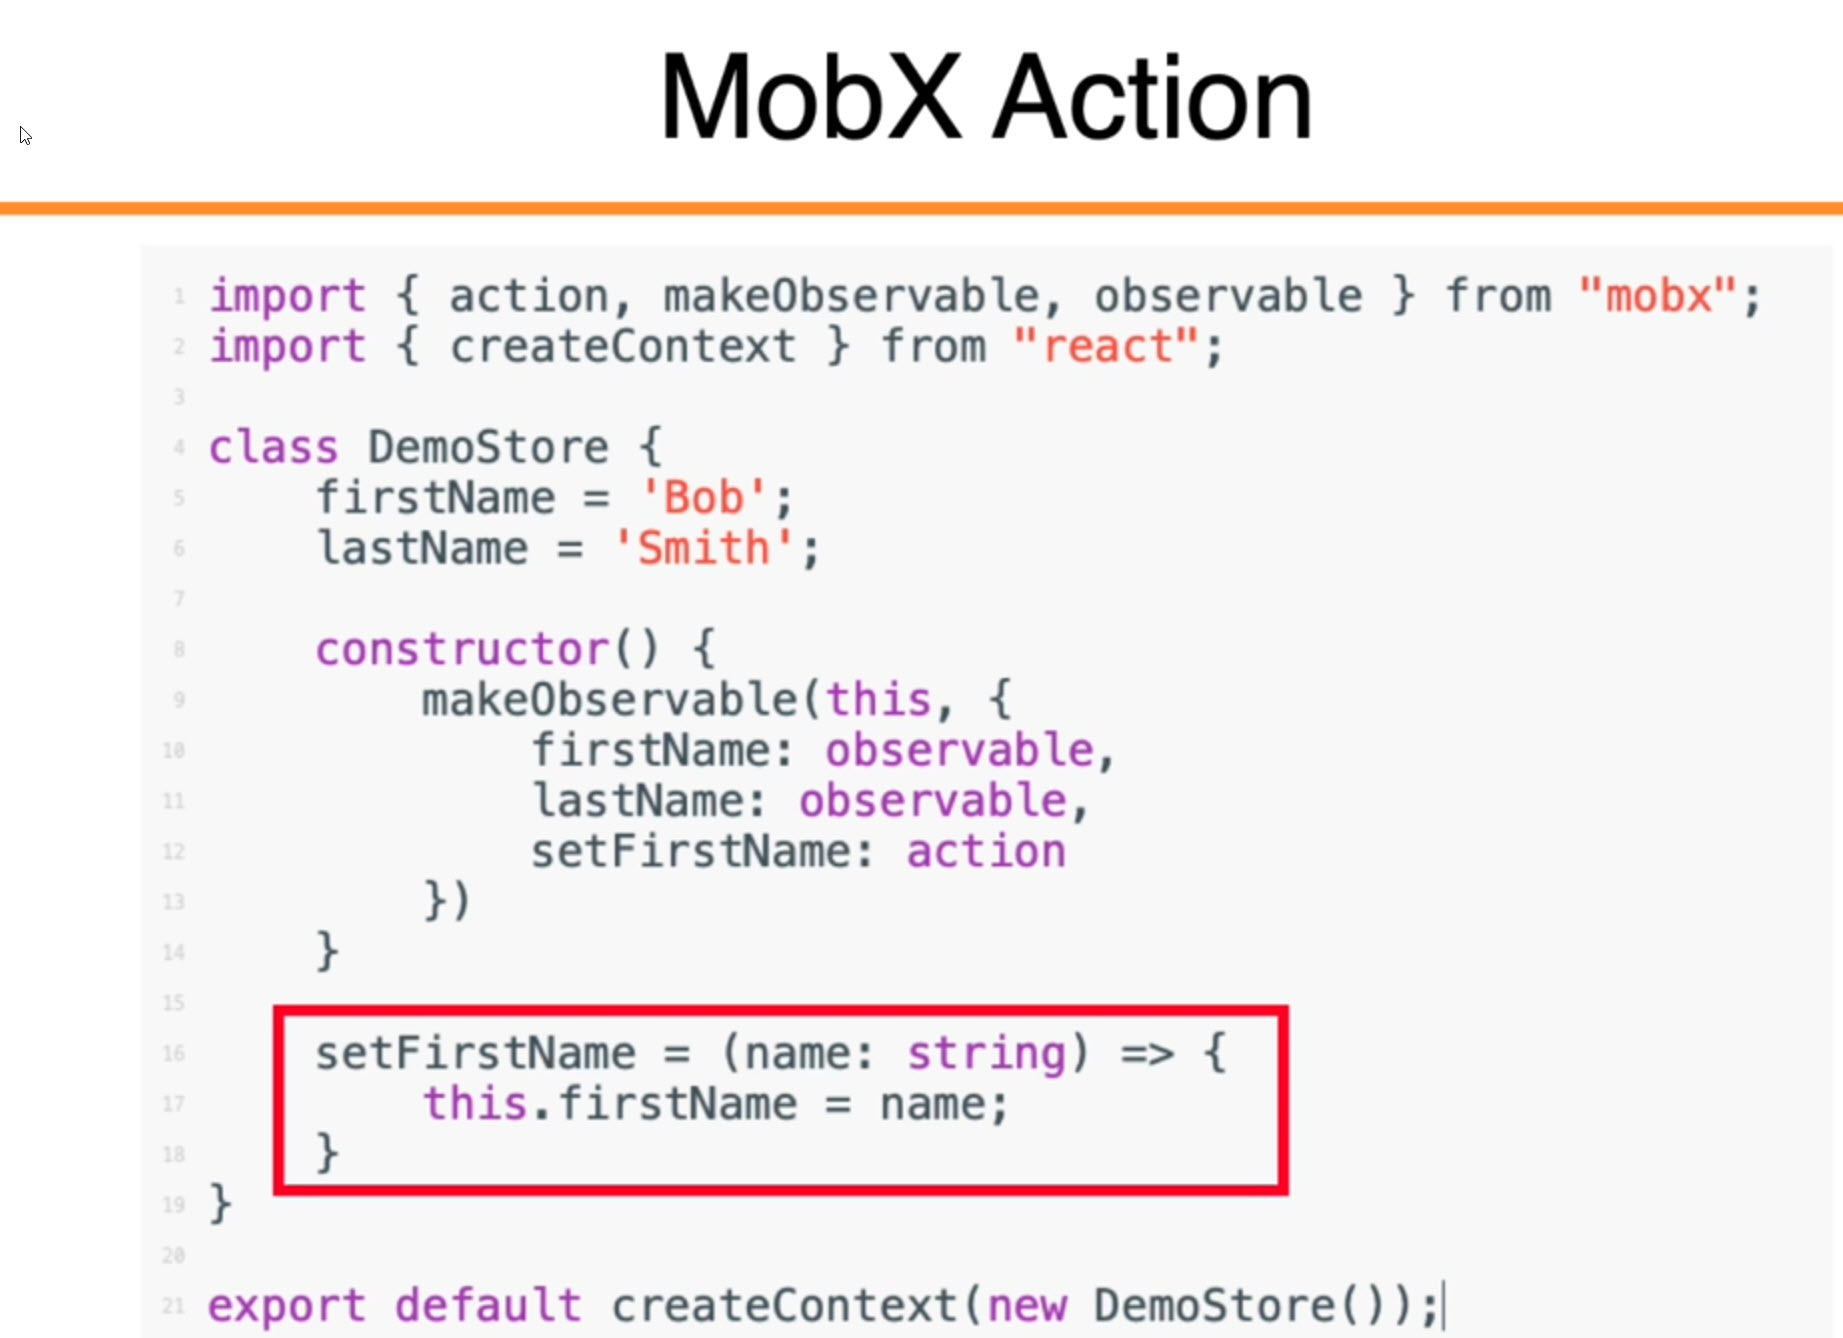 MobX Action
1 import { action, makeObservable, observable } from "mobx";
2 import { createContext } from "react";
3
4 class DemoStore {
5 firstName = 'Bob';
6 lastName = 'Smith';
7
8 constructor() {
9 makeObservable(this, {
10 firstName: observable,
11 lastName: observable,
12 setFirstName: action
13 })
14 }
15
16 setFirstName = (name: string) => {
17 this.firstName = name;
18 }
19 }
20
21 export default createContext(new DemoStore());